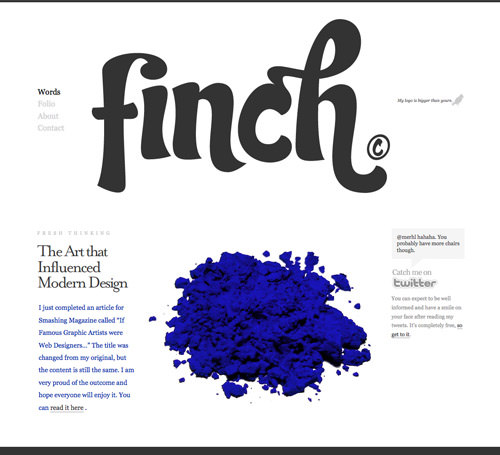 finch
©
Words
Folio
About
Contact
My logo is bigger than yours.
FRESH THINKING
The Art that
Influenced
Modern Design
I just completed an article for
Smashing Magazine called "If
Famous Graphic Artists were
Web Designers..." The title was
changed from my original, but
the content is still the same. I am
very proud of the outcome and
hope everyone will enjoy it. You
can read it here .
@merhl hahaha. You
probably have more chairs
though.
Catch me on
twitter
You can expect to be well
informed and have a smile on
your face after reading my
tweets. It's completely free, so
get to it.